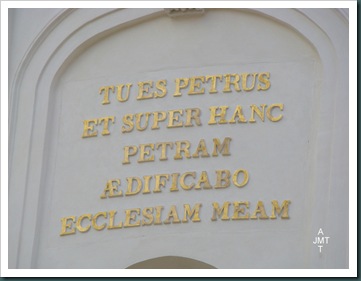 TU ES PETRUS
ET SUPER HANC
PETRAM
ÆDIFICABO
ECCLESIAM MEAM
A
JMT
T